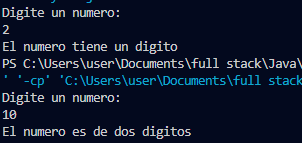 Digite un numero:
2
El numero tiene un digito
PS C:\Users\user\Documents\full stack\Java\
' '-cp' 'C:\Users\user\Documents\full stack
Digite un numero:
10
El numero es de dos digitos